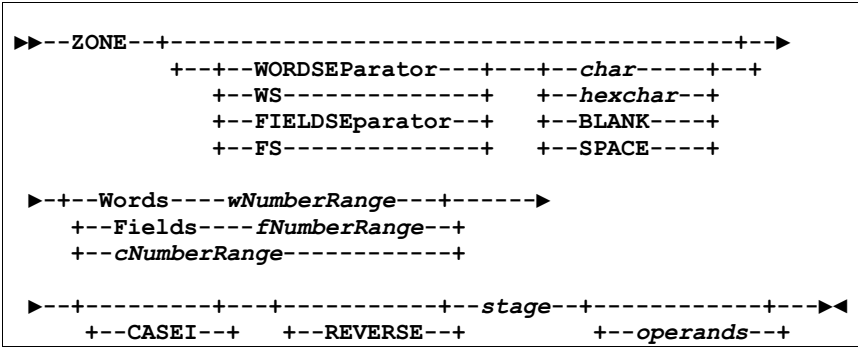 ►►--ZONE--+----------------------------------------+--►
+--+--WORDSEParator---+---+--char-----+--+
+--WS--------------+ +--hexchar--+
+--FIELDSEparator--+ +--BLANK----+
+--FS--------------+ +--SPACE----+
►-+--Words----wNumberRange---+------►
+--Fields----fNumberRange--+
+--cNumberRange------------+
►--+---------+---+-----------+--stage--+------------+---►◄
+--CASEI--+ +--REVERSE--+ +--operands--+